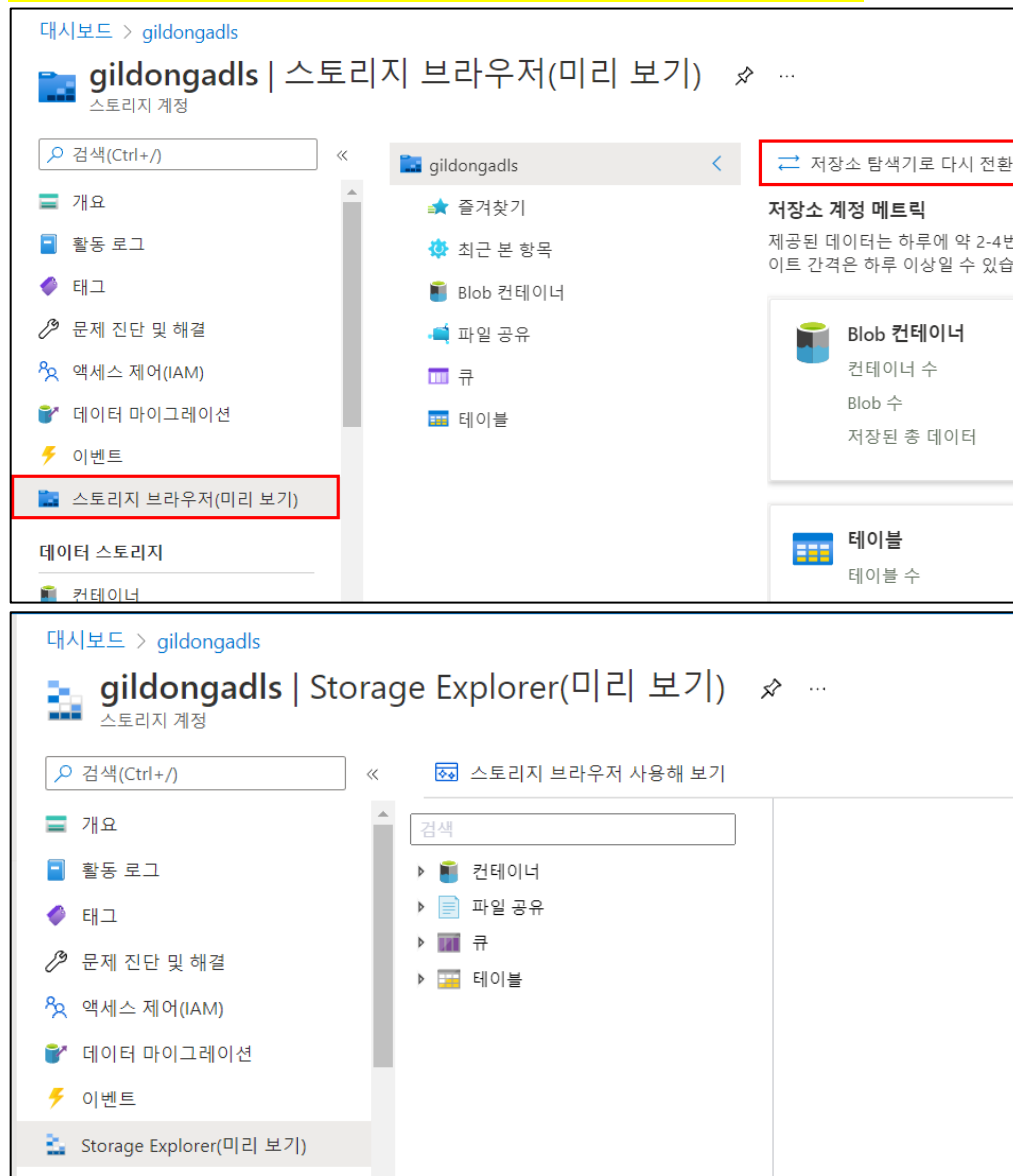 대시보드 > gildongadls
gildongadls | 스토리지 브라우저(미리 보기) ...
스토리지 계정
검색(Ctrl+/) «
개요
활동 로그
태그
문제 진단 및 해결
액세스 제어(IAM)
데이터 마이그레이션
이벤트
스토리지 브라우저(미리 보기)
데이터 스토리지
컨테이너
gildongadls
즐겨찾기
최근 본 항목
Blob 컨테이너
파일 공유
큐
테이블
저장소 탐색기로 다시 전환
저장소 계정 메트릭
제공된 데이터는 하루에 약 2-4번
이트 간격은 하루 이상일 수 있습
Blob 컨테이너
컨테이너 수
Blob 수
저장된 총 데이터
테이블
테이블 수
대시보드 > gildongadls
gildongadls | Storage Explorer(미리 보기) ...
스토리지 계정
검색(Ctrl+/) «
개요
활동 로그
태그
문제 진단 및 해결
액세스 제어(IAM)
데이터 마이그레이션
이벤트
Storage Explorer(미리 보기)
스토리지 브라우저 사용해 보기
검색
컨테이너
파일 공유
큐
테이블